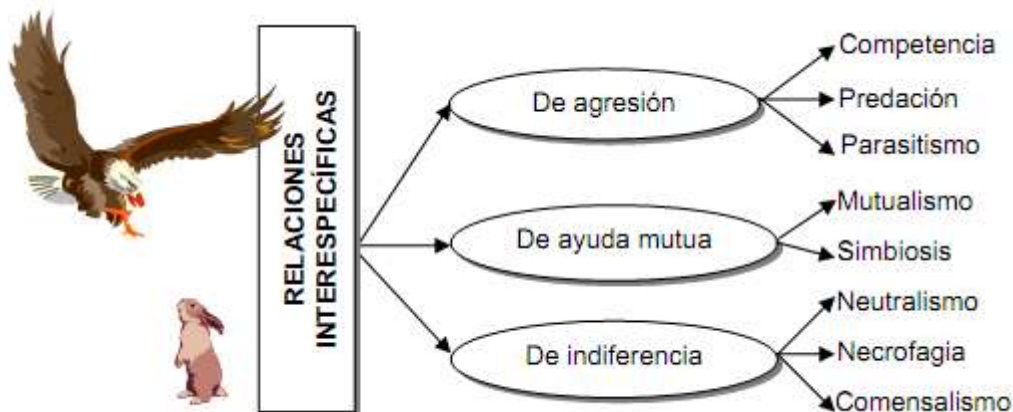 RELACIONES
INTERESPECÍFICAS
De agresión
Competencia
Predación
Parasitismo
De ayuda mutua
Mutualismo
Simbiosis
De indiferencia
Neutralismo
Necrofagia
Comensalismo